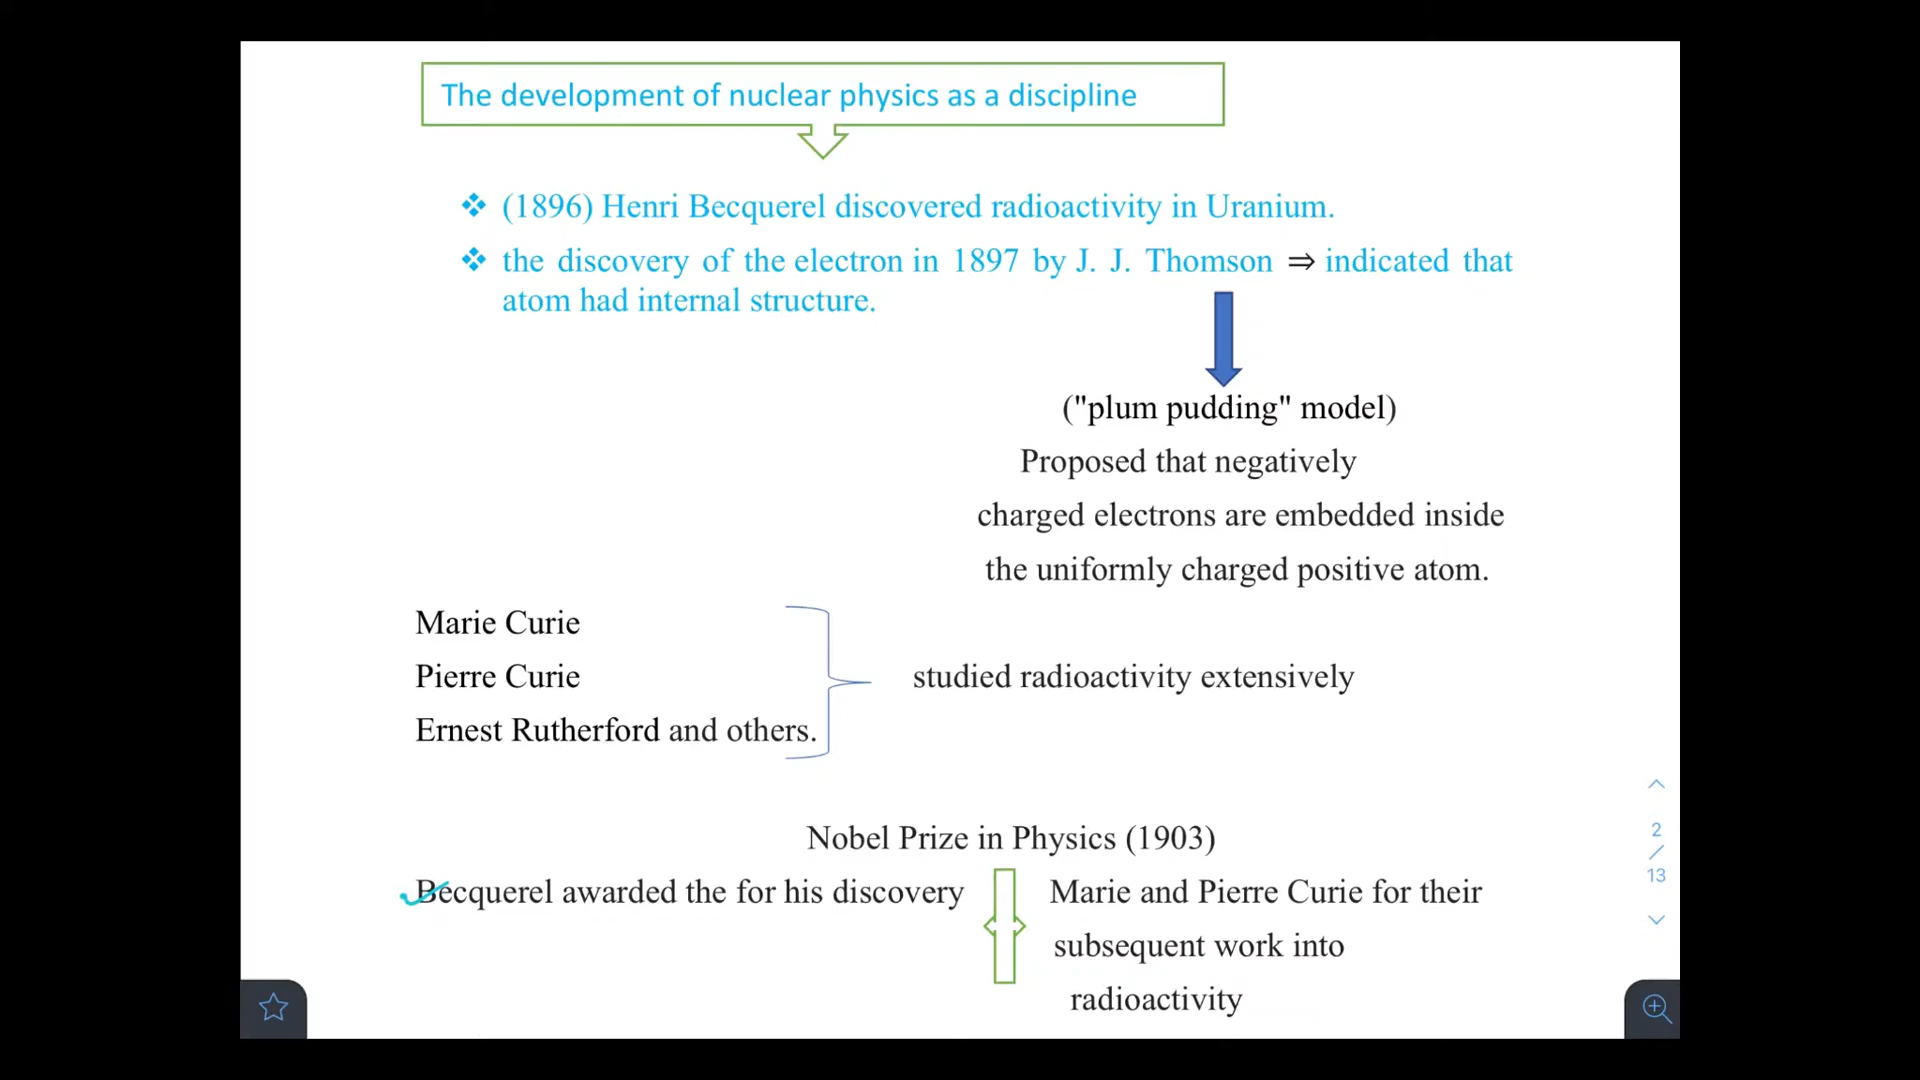 The development of nuclear physics as a discipline
❖ (1896) Henri Becquerel discovered radioactivity in Uranium.
❖ the discovery of the electron in 1897 by J. J. Thomson ⇒ indicated that
atom had internal structure.
("plum pudding" model)
Proposed that negatively
charged electrons are embedded inside
the uniformly charged positive atom.
Marie Curie
Pierre Curie
studied radioactivity extensively
Ernest Rutherford and others.
Nobel Prize in Physics (1903)
Becquerel awarded the for his discovery
Marie and Pierre Curie for their
subsequent work into
radioactivity
2
/
13